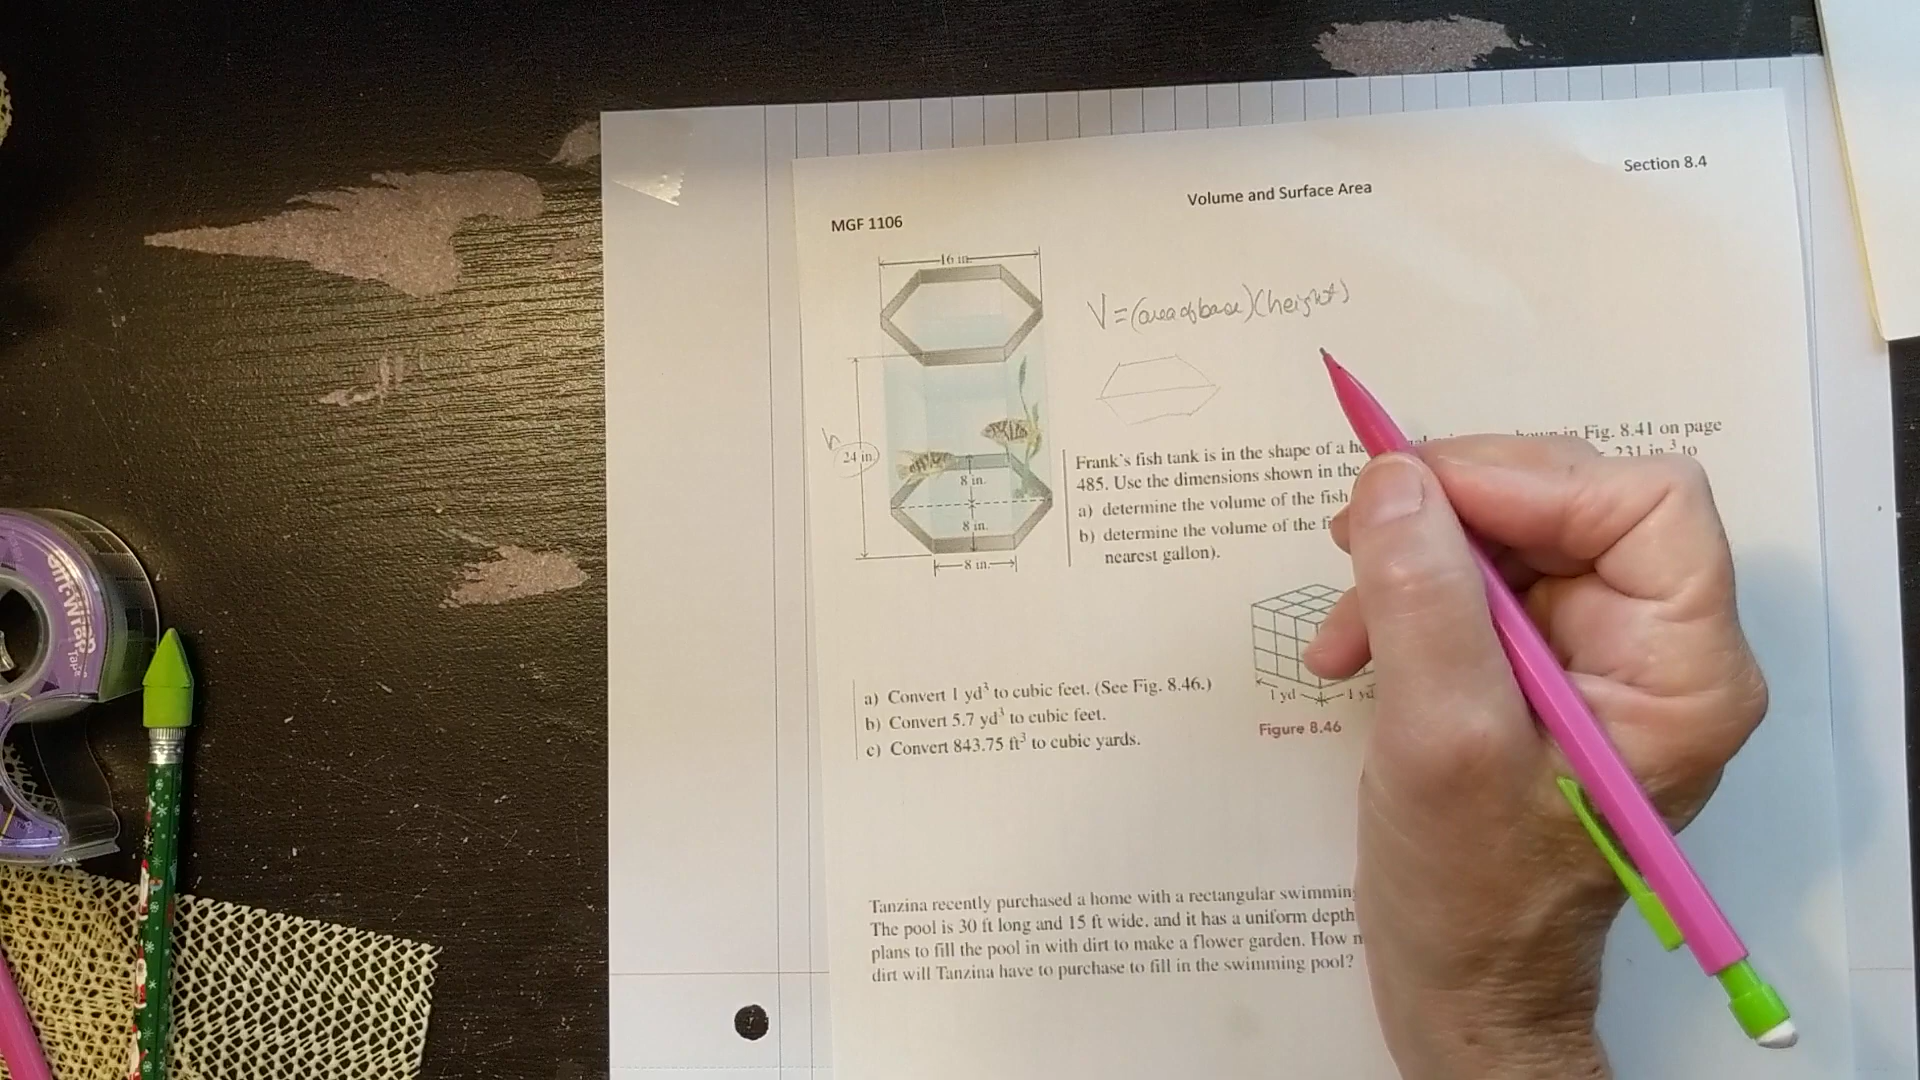 Section 8.4
Volume and Surface Area
MGF 1106
16 in.
V = (area of base)(height)
h
24 in.
8 in.
8 in.
8 in.
Frank's fish tank is in the shape of a he shown in Fig. 8.41 on page
485. Use the dimensions shown in the 231 in.³ to
a) determine the volume of the fish
b) determine the volume of the fi
nearest gallon).
a) Convert 1 yd³ to cubic feet. (See Fig. 8.46.)
b) Convert 5.7 yd³ to cubic feet.
c) Convert 843.75 ft³ to cubic yards.
1 yd
1 yd
Figure 8.46
Tanzina recently purchased a home with a rectangular swimmin
The pool is 30 ft long and 15 ft wide, and it has a uniform depth
plans to fill the pool in with dirt to make a flower garden. How m
dirt will Tanzina have to purchase to fill in the swimming pool?
Gift-Wrap
Tape